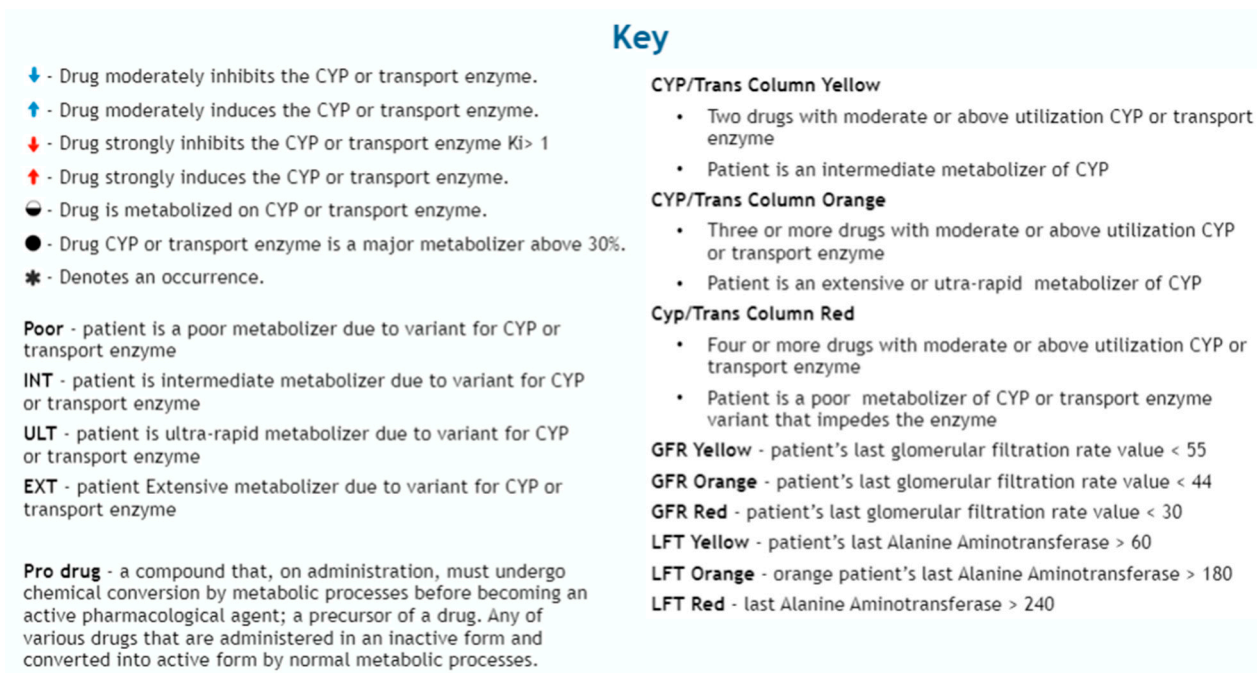 Key
- Drug moderately inhibits the CYP or transport enzyme.
- Drug moderately induces the CYP or transport enzyme.
- Drug strongly inhibits the CYP or transport enzyme Ki> 1
- Drug strongly induces the CYP or transport enzyme.
- Drug is metabolized on CYP or transport enzyme.
- Drug CYP or transport enzyme is a major metabolizer above 30%.
✱ - Denotes an occurrence.
Poor - patient is a poor metabolizer due to variant for CYP or
transport enzyme
INT - patient is intermediate metabolizer due to variant for CYP
or transport enzyme
ULT - patient is ultra-rapid metabolizer due to variant for CYP
or transport enzyme
EXT - patient Extensive metabolizer due to variant for CYP or
transport enzyme
Pro drug - a compound that, on administration, must undergo
chemical conversion by metabolic processes before becoming an
active pharmacological agent; a precursor of a drug. Any of
various drugs that are administered in an inactive form and
converted into active form by normal metabolic processes.
CYP/Trans Column Yellow
• Two drugs with moderate or above utilization CYP or transport
enzyme
• Patient is an intermediate metabolizer of CYP
CYP/Trans Column Orange
• Three or more drugs with moderate or above utilization CYP
or transport enzyme
• Patient is an extensive or utra-rapid metabolizer of CYP
Cyp/Trans Column Red
• Four or more drugs with moderate or above utilization CYP or
transport enzyme
• Patient is a poor metabolizer of CYP or transport enzyme
variant that impedes the enzyme
GFR Yellow - patient's last glomerular filtration rate value < 55
GFR Orange - patient's last glomerular filtration rate value < 44
GFR Red - patient's last glomerular filtration rate value < 30
LFT Yellow - patient's last Alanine Aminotransferase > 60
LFT Orange - orange patient's last Alanine Aminotransferase > 180
LFT Red - last Alanine Aminotransferase > 240